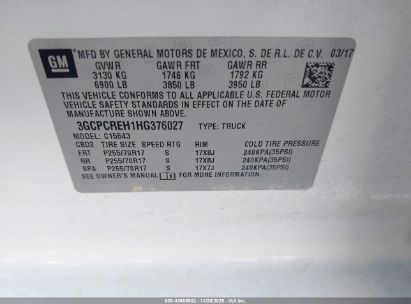 GM
MFD BY GENERAL MOTORS DE MEXICO, S. DE R.L. DE C.V. 03/17
GVWR GAWR FRT GAWR RR
3130 KG 1746 KG 1792 KG
6900 LB 3850 LB 3950 LB
THIS VEHICLE CONFORMS TO ALL APPLICABLE U.S. FEDERAL MOTOR
VEHICLE SAFETY STANDARDS IN EFFECT ON THE DATE OF
MANUFACTURE SHOWN ABOVE.
3GCPCREH1HG376027 TYPE: TRUCK
MODEL: C15543
CBD2 TIRE SIZE SPEED RTG RIM COLD TIRE PRESSURE
FRT P255/70R17 S 17X8J 240KPA(35PSI)
RR P255/70R17 S 17X8J 240KPA(35PSI)
SPA P255/70R17 S 17X7J 240KPA(35PSI)
SEE OWNER'S MANUAL FOR MORE INFORMATION.